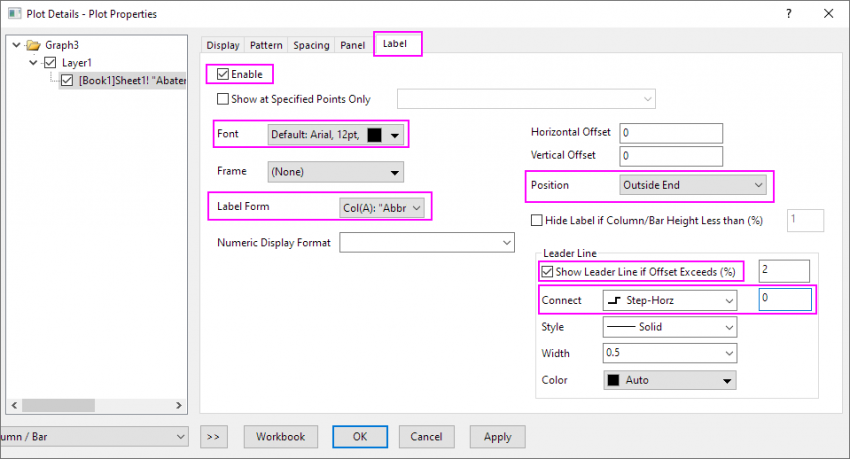 Plot Details - Plot Properties
Graph3
Layer1
[Book1]Sheet1! "Abater
Display Pattern Spacing Panel Label
Enable
Show at Specified Points Only
Font Default: Arial, 12pt,
Frame (None)
Label Form Col(A): "Abbr
Numeric Display Format
Horizontal Offset 0
Vertical Offset 0
Position Outside End
Hide Label if Column/Bar Height Less than (%) 1
Leader Line
Show Leader Line if Offset Exceeds (%) 2
Connect Step-Horz 0
Style Solid
Width 0.5
Color Auto
umn / Bar >> Workbook OK Cancel Apply